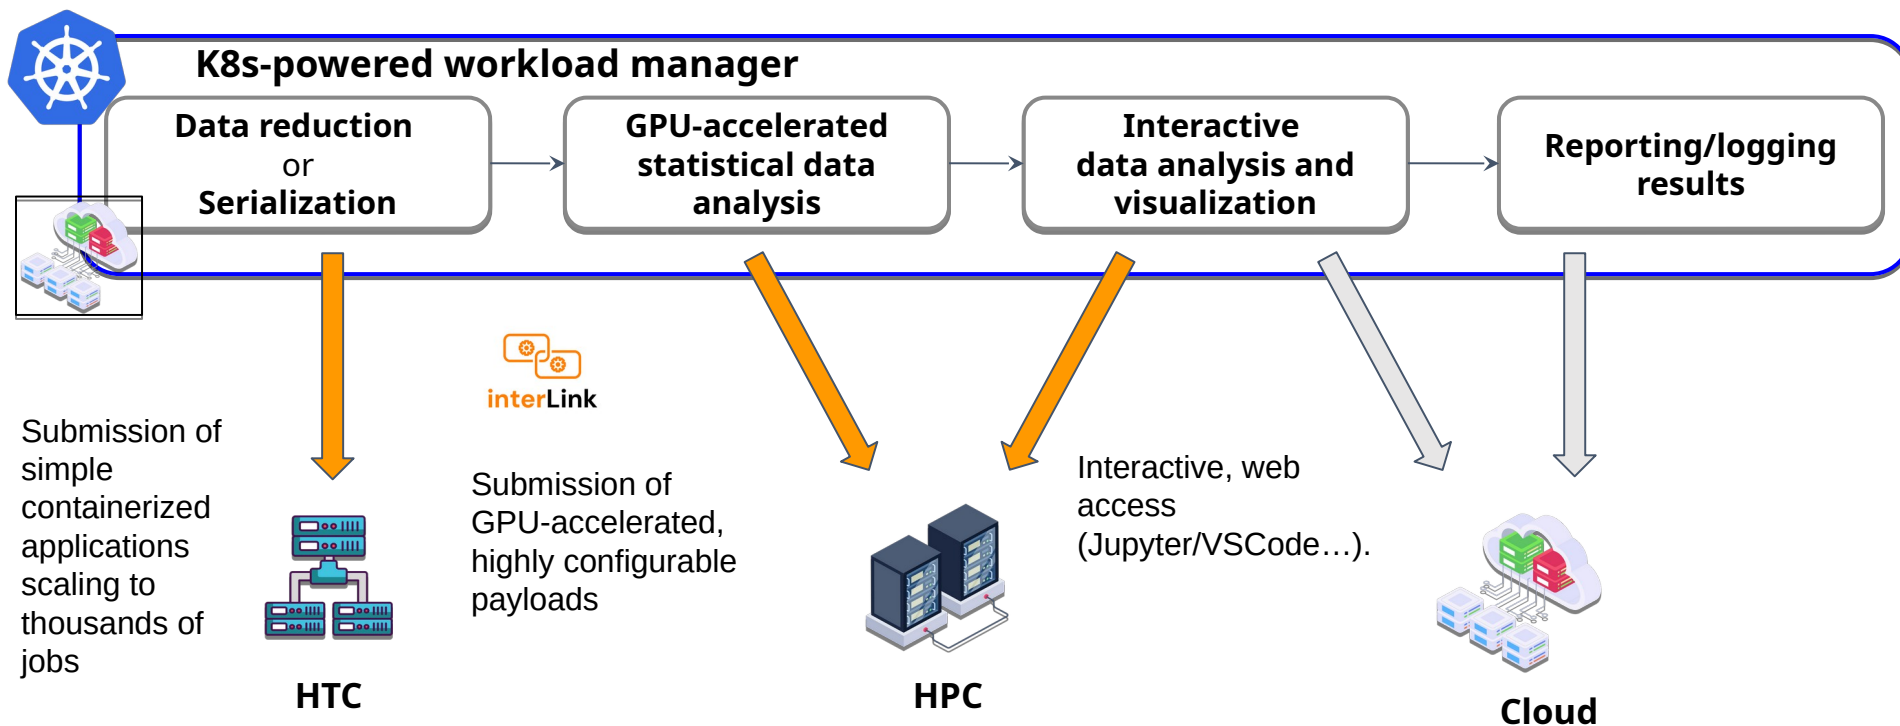 K8s-powered workload manager
Data reduction
or
Serialization
GPU-accelerated
statistical data
analysis
Interactive
data analysis and
visualization
Reporting/logging
results
interLink
Submission of
simple
containerized
applications
scaling to
thousands of
jobs
Submission of
GPU-accelerated,
highly configurable
payloads
Interactive, web
access
(Jupyter/VSCode…).
HTC
HPC
Cloud